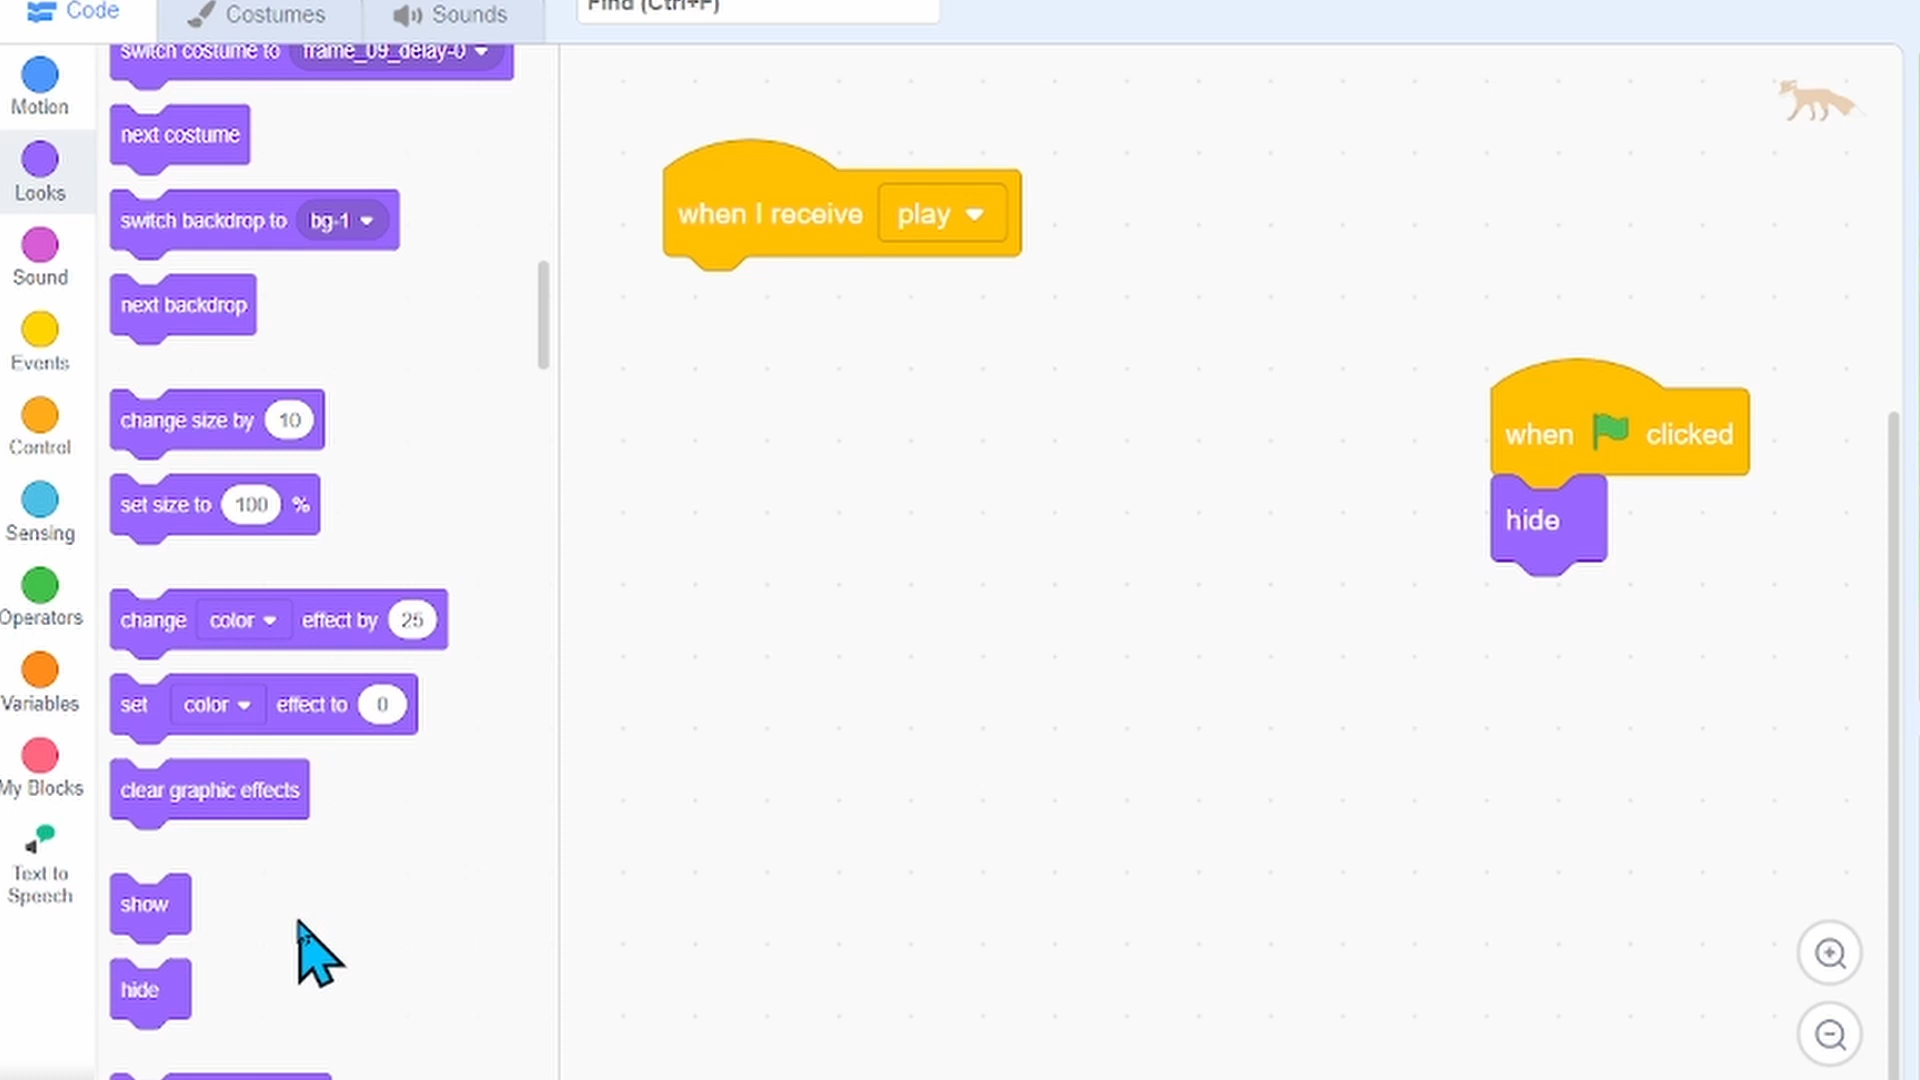 Code
Costumes
Sounds
Find (Ctrl+F)
Motion
Looks
Sound
Events
Control
Sensing
Operators
Variables
My Blocks
Text to
Speech
switch costume to frame_09_delay-0
next costume
switch backdrop to bg-1
next backdrop
change size by 10
set size to 100 %
change color effect by 25
set color effect to 0
clear graphic effects
show
hide
when I receive play
when clicked
hide